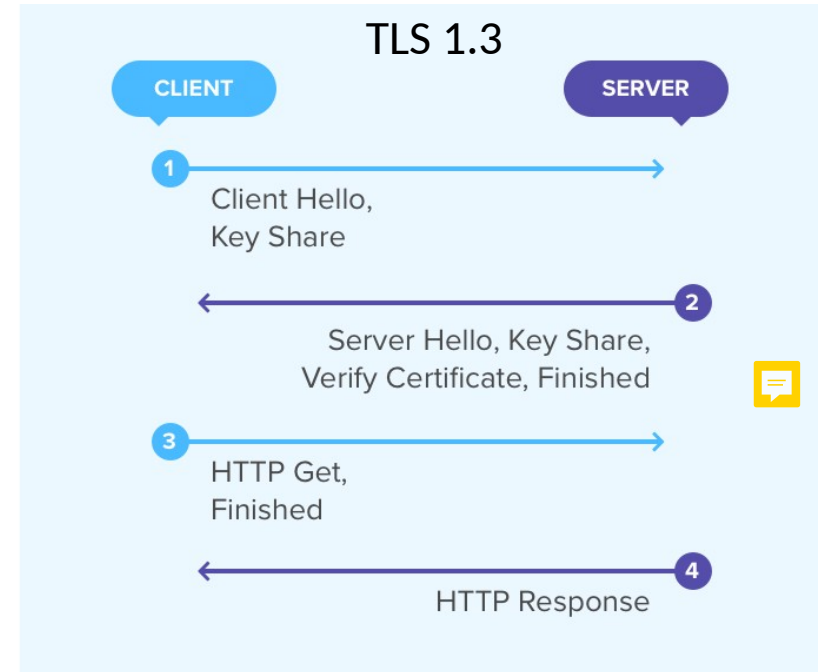 TLS 1.3
CLIENT
SERVER
1
Client Hello,
Key Share
2
Server Hello, Key Share,
Verify Certificate, Finished
3
HTTP Get,
Finished
4
HTTP Response